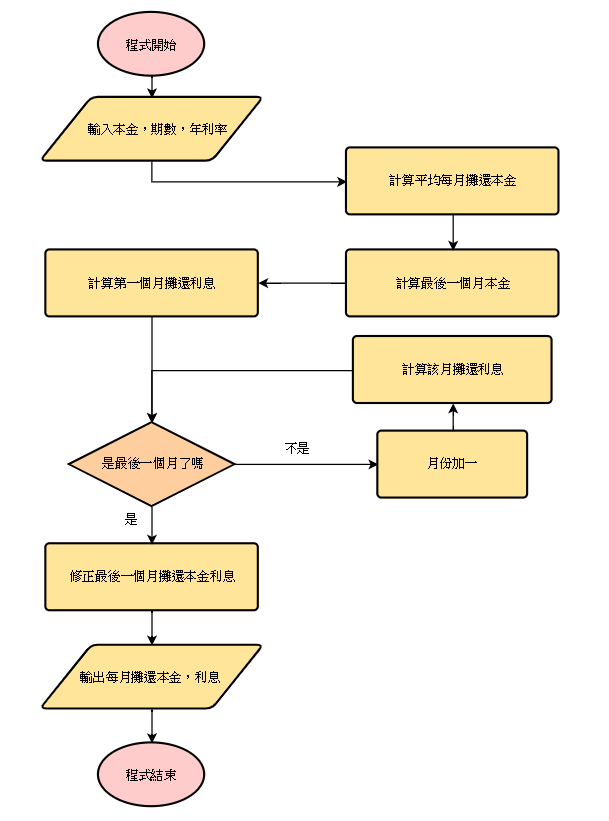 程式開始
輸入本金，期數，年利率
計算平均每月攤還本金
計算最後一個月本金
計算第一個月攤還利息
計算該月攤還利息
是最後一個月了嗎
不是
月份加一
是
修正最後一個月攤還本金利息
輸出每月攤還本金，利息
程式結束